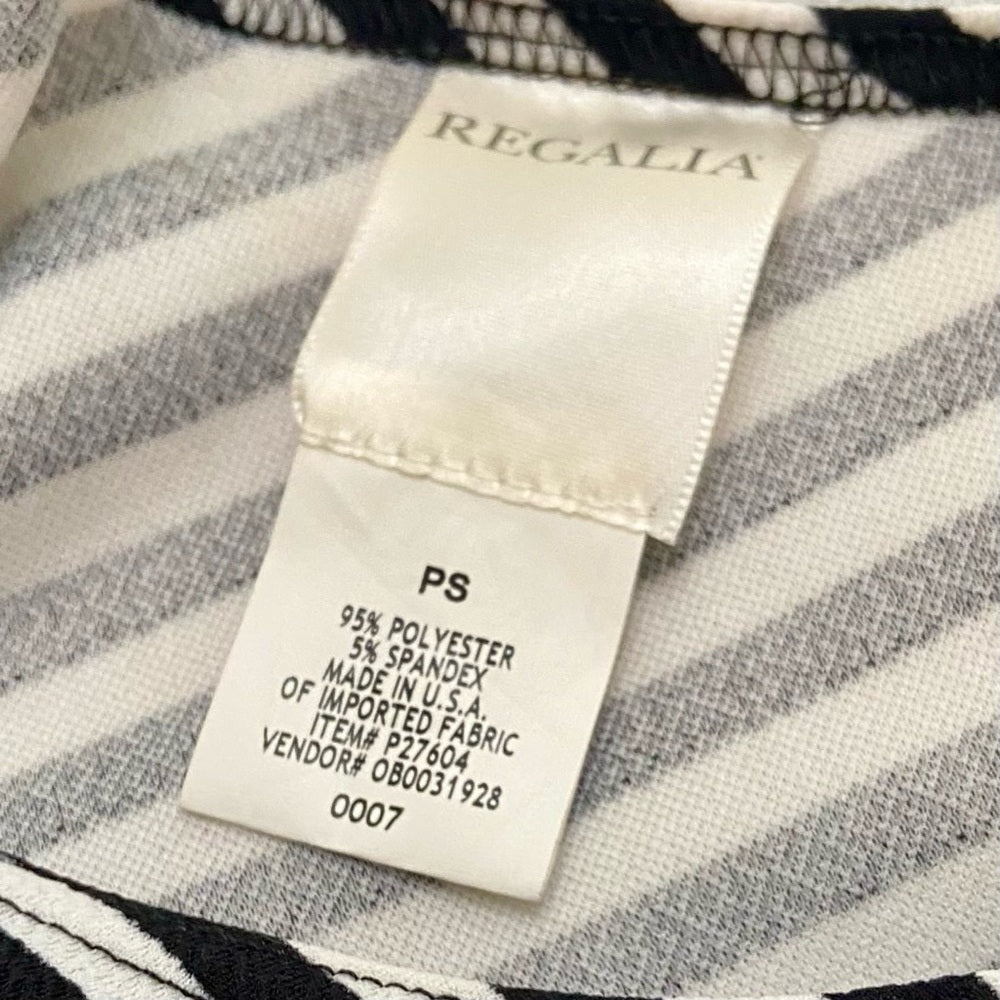 REGALIA
PS
95% POLYESTER
5% SPANDEX
MADE IN U.S.A.
OF IMPORTED FABRIC
ITEM# P27604
VENDOR# OB0031928
0007